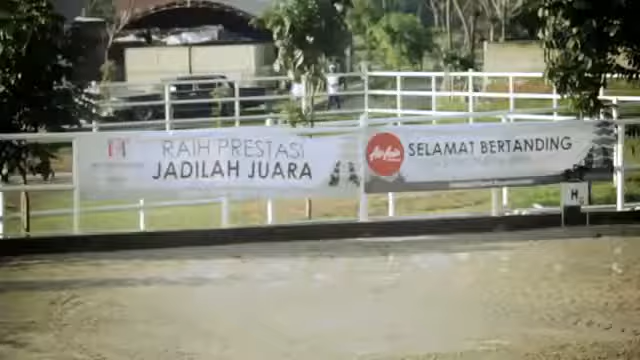 RAIH PRESTASI
JADILAH JUARA
AirAsia
SELAMAT BERTANDING
H